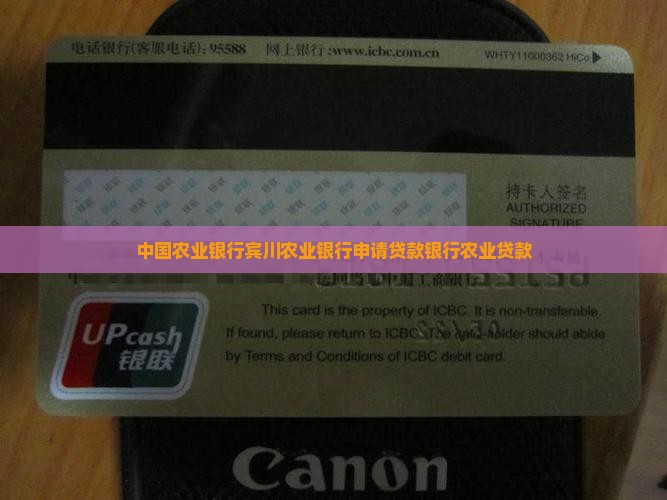 电话银行(客服电话):95588 网上银行:www.icbc.com.cn WHTY11000362 HiCo
持卡人签名
AUTHORIZED
SIGNATURE
中国农业银行宾川农业银行申请贷款银行农业贷款
This card is the property of ICBC. It is non-transferable.
If found, please return to ICBC. The card-holder should abide
by Terms and Conditions of ICBC debit card.
UPcash
银联
Canon